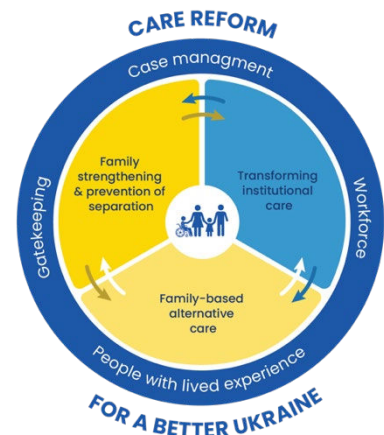 CARE REFORM
Case managment
Gatekeeping
Workforce
Family
strengthening
& prevention of
separation
Transforming
institutional
care
Family-based
alternative
care
People with lived experience
FOR A BETTER UKRAINE